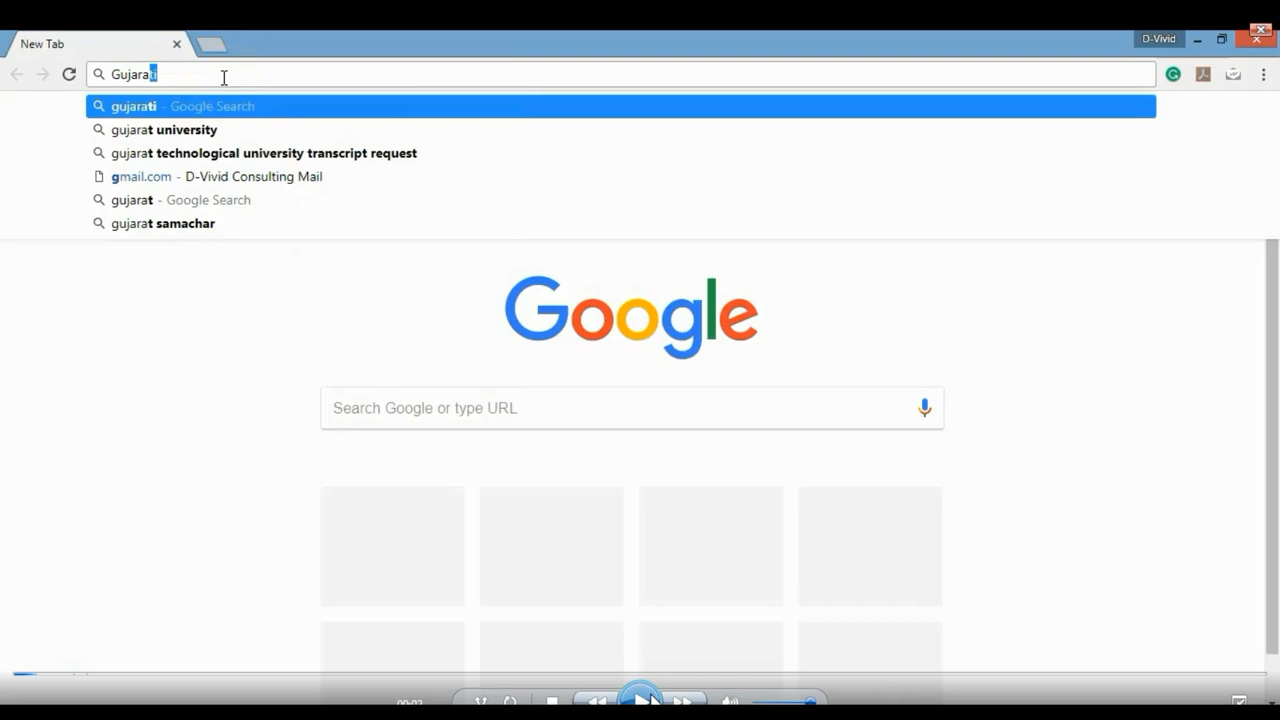 New Tab
D-Vivid
Gujarati
gujarati - Google Search
gujarat university
gujarat technological university transcript request
gmail.com - D-Vivid Consulting Mail
gujarat - Google Search
gujarat samachar
Google
Search Google or type URL